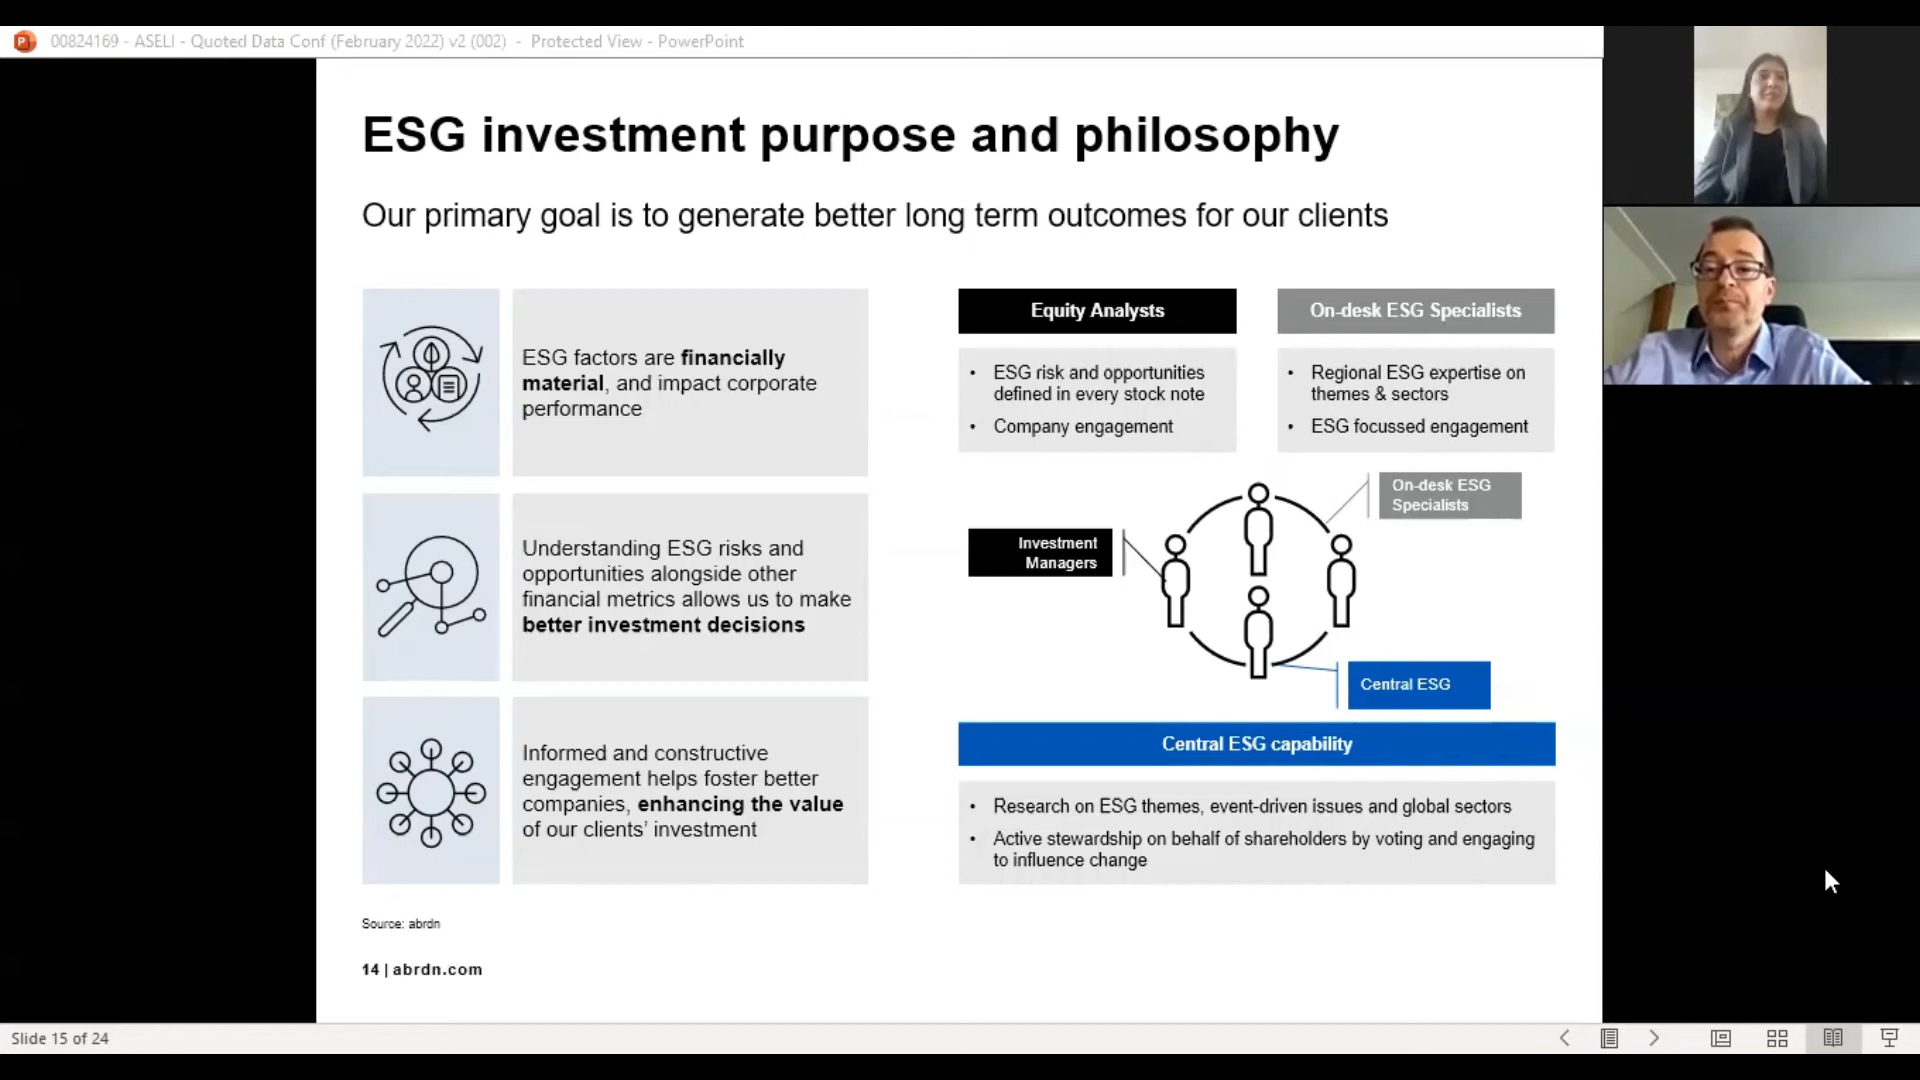 00824169 - ASELI - Quoted Data Conf (February 2022) v2 (002) - Protected View - PowerPoint
ESG investment purpose and philosophy
Our primary goal is to generate better long term outcomes for our clients
ESG factors are financially
material, and impact corporate
performance
Understanding ESG risks and
opportunities alongside other
financial metrics allows us to make
better investment decisions
Informed and constructive
engagement helps foster better
companies, enhancing the value
of our clients' investment
Equity Analysts
• ESG risk and opportunities
defined in every stock note
• Company engagement
On-desk ESG Specialists
• Regional ESG expertise on
themes & sectors
• ESG focussed engagement
On-desk ESG
Specialists
Investment
Managers
Central ESG
Central ESG capability
• Research on ESG themes, event-driven issues and global sectors
• Active stewardship on behalf of shareholders by voting and engaging
to influence change
Source: abrdn
14 | abrdn.com
Slide 15 of 24